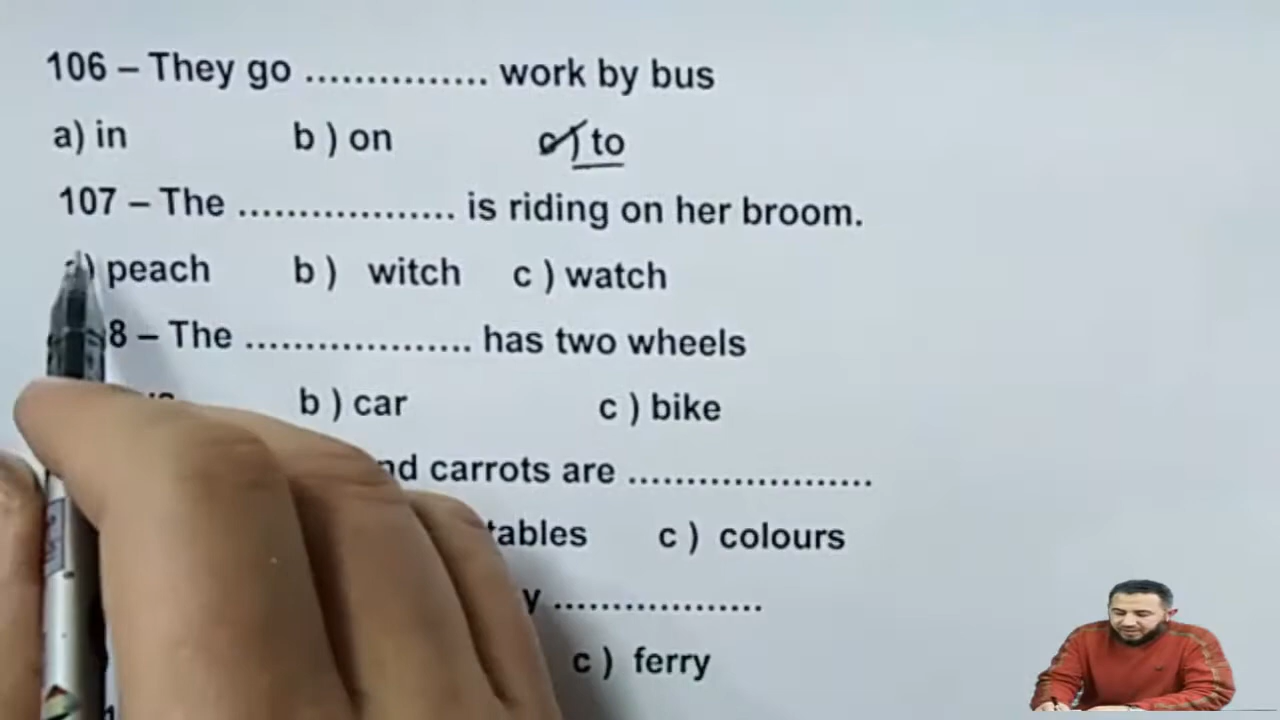 106 – They go ............... work by bus
a) in b ) on c ) to
107 – The .................. is riding on her broom.
) peach b ) witch c ) watch
8 – The ................... has two wheels
b ) car c ) bike
nd carrots are .....................
tables c ) colours
y ..................
c ) ferry